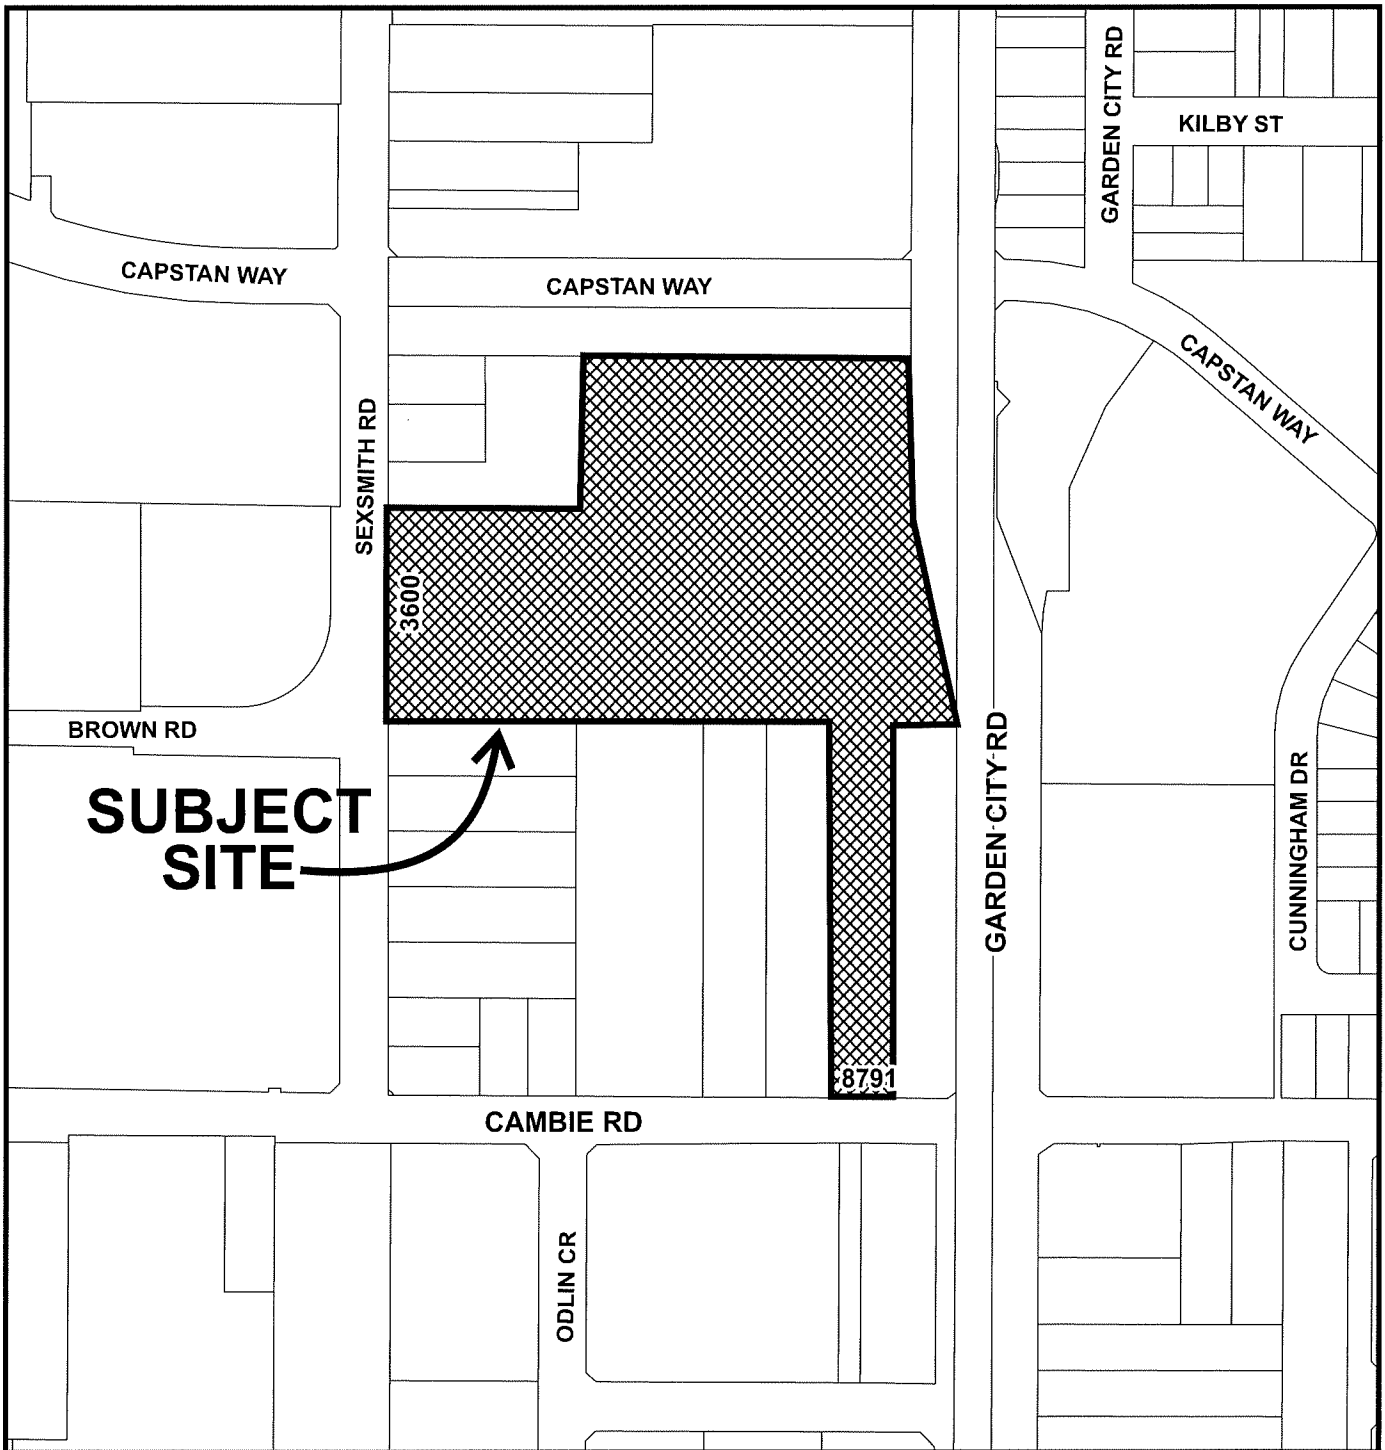 GARDEN CITY RD
KILBY ST
CAPSTAN WAY
CAPSTAN WAY
CAPSTAN WAY
SEXSMITH RD
3600
BROWN RD
SUBJECT
SITE
GARDEN CITY RD
CUNNINGHAM DR
8791
CAMBIE RD
ODLIN CR